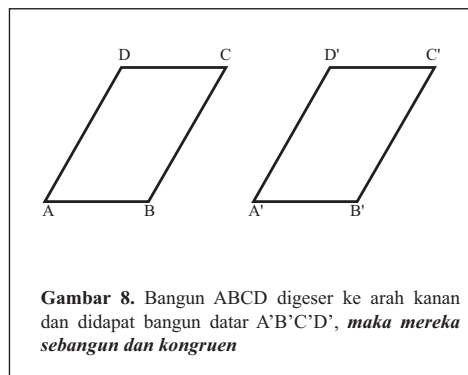 D C D' C'
A B A' B'
Gambar 8. Bangun ABCD digeser ke arah kanan
dan didapat bangun datar A’B’C’D’, maka mereka
sebangun dan kongruen